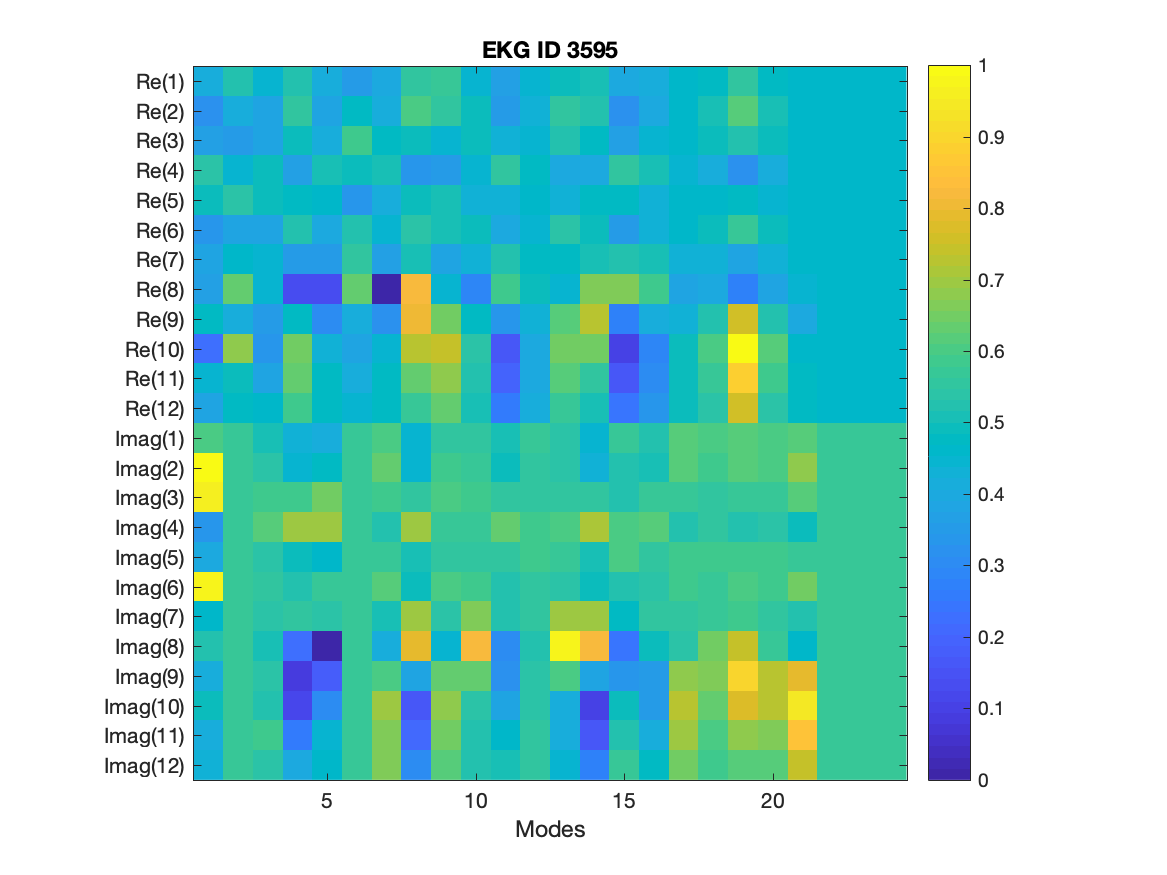 EKG ID 3595
Re(1)
Re(2)
Re(3)
Re(4)
Re(5)
Re(6)
Re(7)
Re(8)
Re(9)
Re(10)
Re(11)
Re(12)
Imag(1)
Imag(2)
Imag(3)
Imag(4)
Imag(5)
Imag(6)
Imag(7)
Imag(8)
Imag(9)
Imag(10)
Imag(11)
Imag(12)
5 10 15 20
Modes
1
0.9
0.8
0.7
0.6
0.5
0.4
0.3
0.2
0.1
0